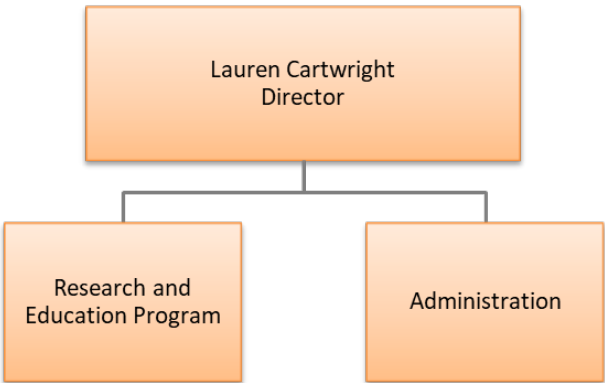 Lauren Cartwright
Director
Research and
Education Program
Administration